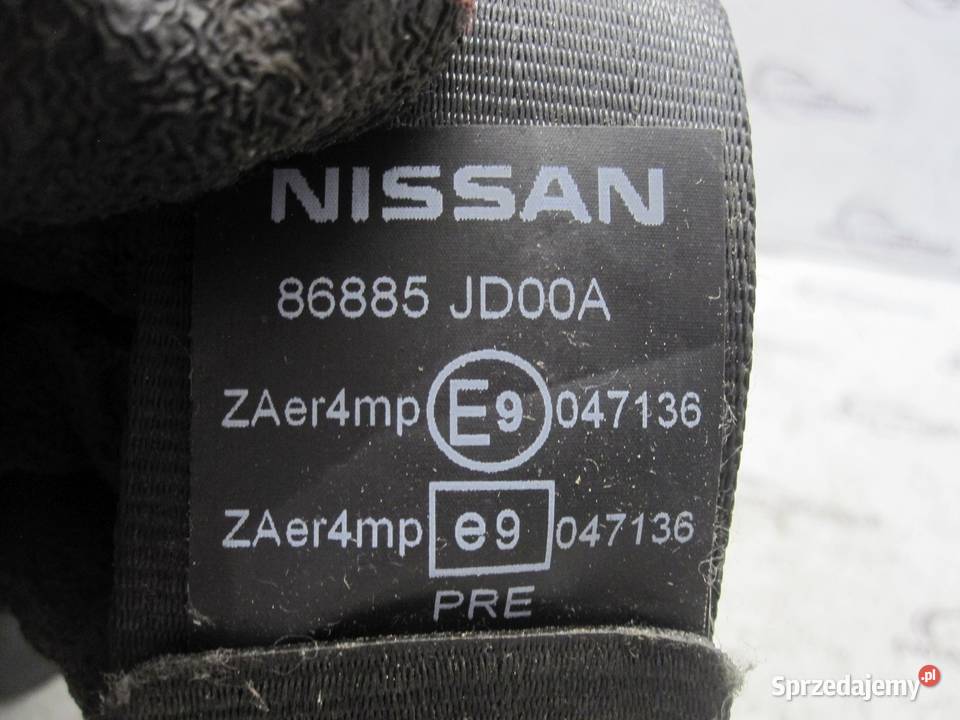 NISSAN
86885 JD00A
ZAer4mp E9 047136
ZAer4mp e9 047136
PRE
Sprzedajemy.pl